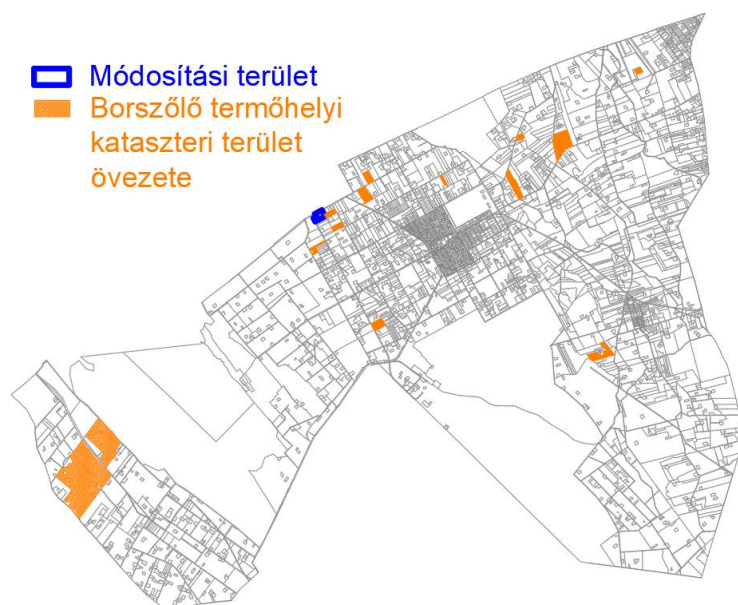 Módosítási terület
Borszőlő termőhelyi
kataszteri terület
övezete